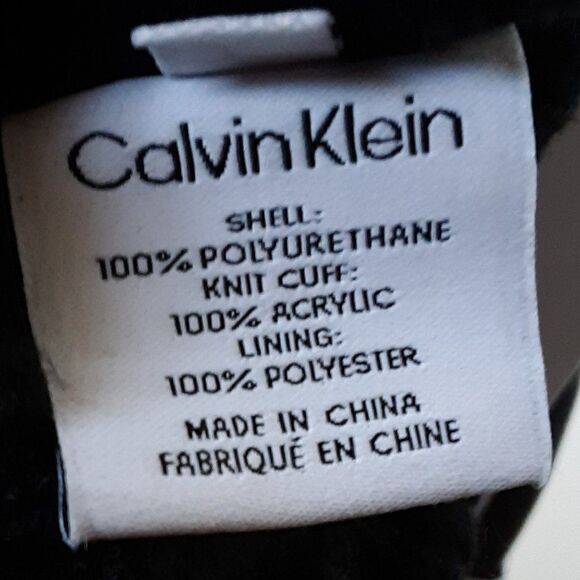 Calvin Klein
SHELL:
100% POLYURETHANE
KNIT CUFF:
100% ACRYLIC
LINING:
100% POLYESTER
MADE IN CHINA
FABRIQUÉ EN CHINE